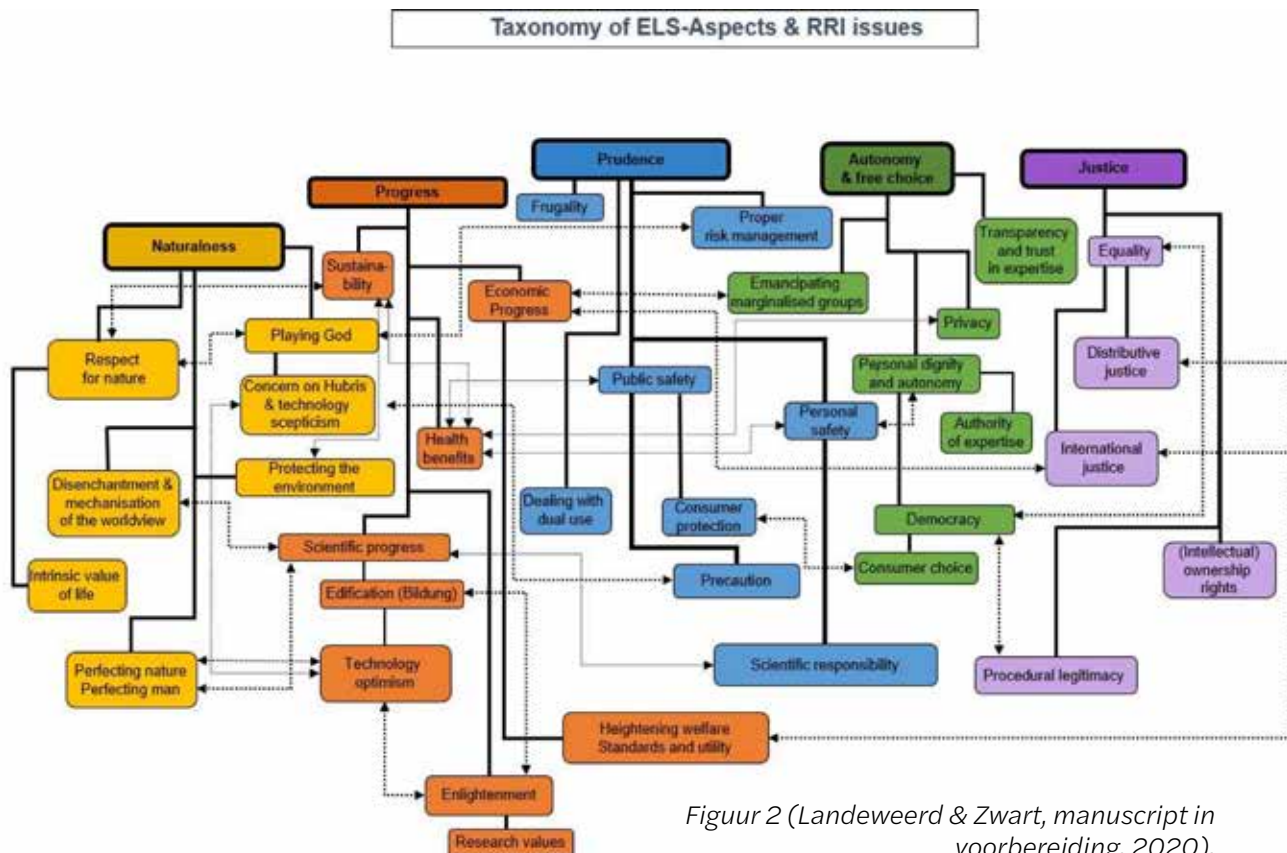 Taxonomy of ELS-Aspects & RRI issues
Naturalness
Respect
for nature
Playing God
Concern on Hubris
& technology
scepticism
Protecting the
environment
Disenchantment &
mechanisation
of the worldview
Intrinsic value
of life
Perfecting nature
Perfecting man
Progress
Sustaina-
bility
Economic
Progress
Health
benefits
Scientific progress
Edification (Bildung)
Technology
optimism
Heightening welfare
Standards and utility
Enlightenment
Research values
Prudence
Frugality
Proper
risk management
Public safety
Personal
safety
Dealing with
dual use
Consumer
protection
Precaution
Scientific responsibility
Autonomy
& free choice
Transparency
and trust
in expertise
Emancipating
marginalised groups
Privacy
Personal dignity
and autonomy
Authority
of expertise
Democracy
Consumer choice
Justice
Equality
Distributive
justice
International
justice
(Intellectual)
ownership
rights
Procedural legitimacy
Figuur 2 (Landeweerd & Zwart, manuscript in
voorbereiding, 2020).